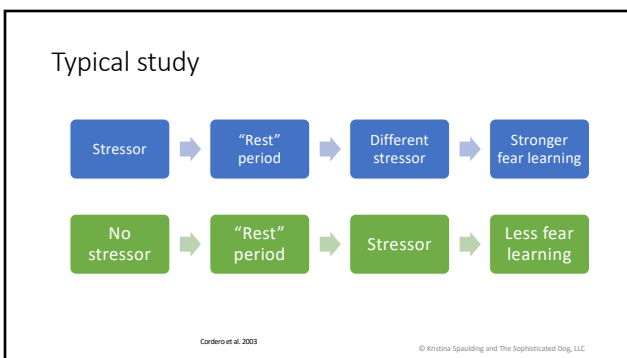 Typical study
Stressor
“Rest”
period
Different
stressor
Stronger
fear learning
No
stressor
“Rest”
period
Stressor
Less fear
learning
Cordero et al. 2003
© Kristina Spaulding and The Sophisticated Dog, LLC